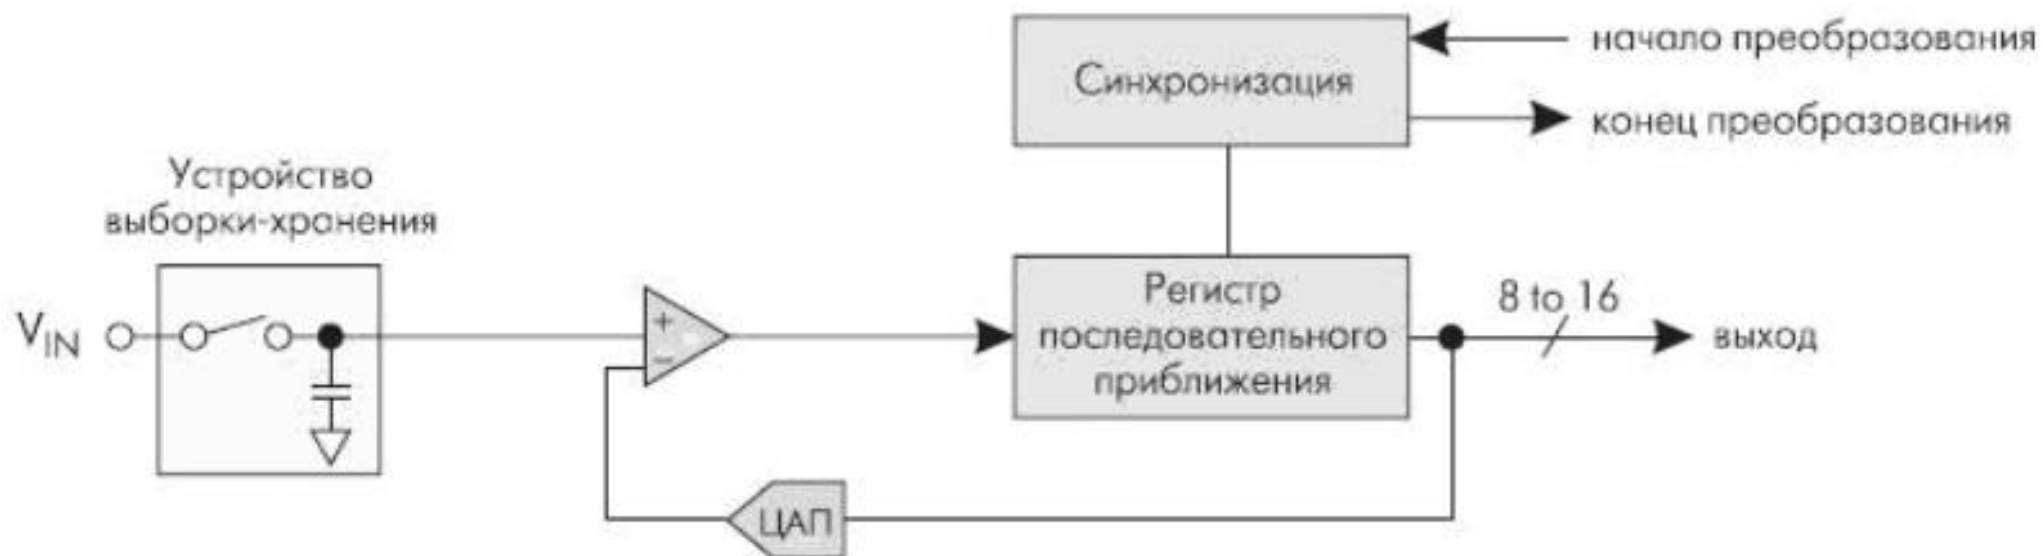 начало преобразования
Синхронизация
конец преобразования
Устройство
выборки-хранения
V_IN
+
−
Регистр
последовательного
приближения
8 to 16
выход
ЦАП